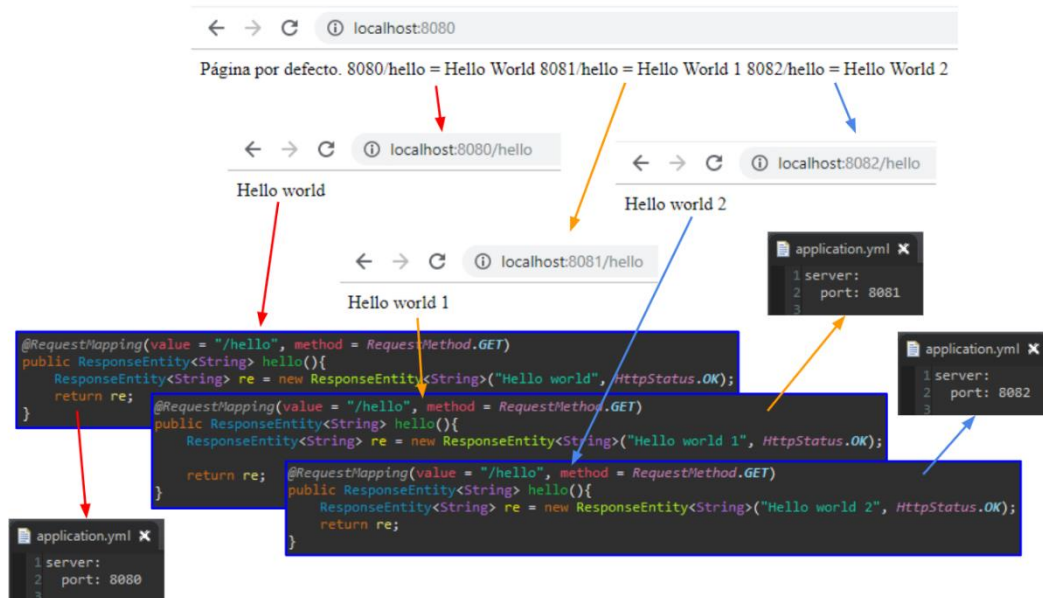 localhost:8080
Página por defecto. 8080/hello = Hello World 8081/hello = Hello World 1 8082/hello = Hello World 2
localhost:8080/hello
Hello world
localhost:8082/hello
Hello world 2
localhost:8081/hello
Hello world 1
application.yml
1 server:
2   port: 8081
3
@RequestMapping(value = "/hello", method = RequestMethod.GET)
public ResponseEntity<String> hello(){
    ResponseEntity<String> re = new ResponseEntity<String>("Hello world", HttpStatus.OK);
    return re;
}
application.yml
1 server:
2   port: 8082
3
@RequestMapping(value = "/hello", method = RequestMethod.GET)
public ResponseEntity<String> hello(){
    ResponseEntity<String> re = new ResponseEntity<String>("Hello world 1", HttpStatus.OK);
    return re;
}
@RequestMapping(value = "/hello", method = RequestMethod.GET)
public ResponseEntity<String> hello(){
    ResponseEntity<String> re = new ResponseEntity<String>("Hello world 2", HttpStatus.OK);
    return re;
}
application.yml
1 server:
2   port: 8080
3